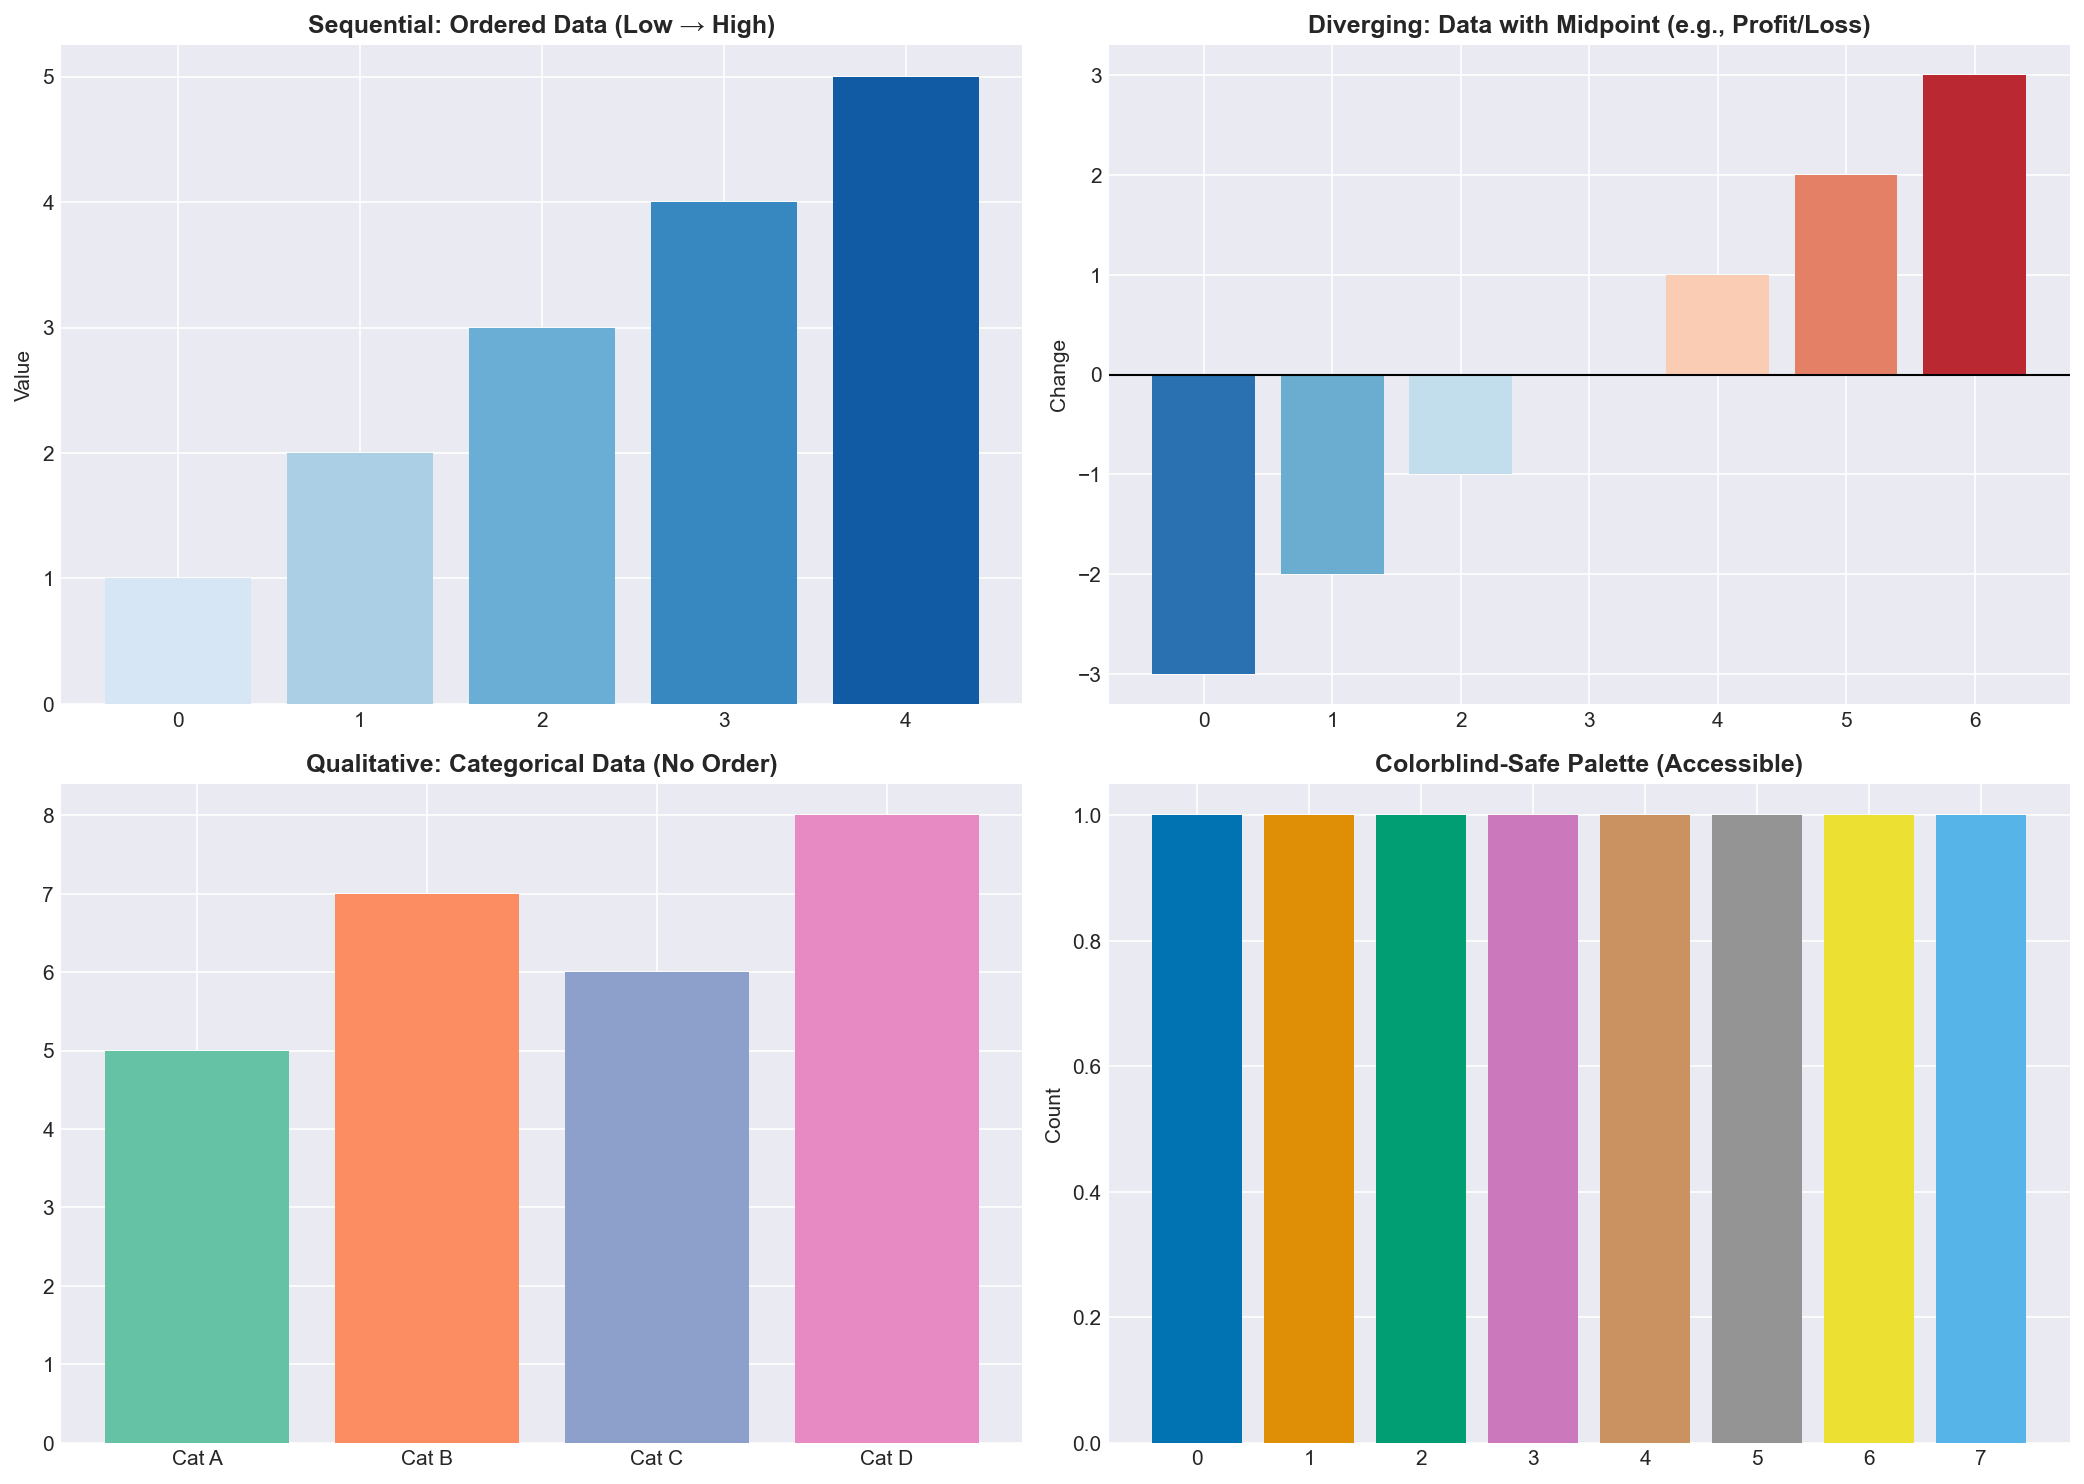 Sequential: Ordered Data (Low → High)
Value
5
4
3
2
1
0
0 1 2 3 4
Diverging: Data with Midpoint (e.g., Profit/Loss)
Change
3
2
1
0
−1
−2
−3
0 1 2 3 4 5 6
Qualitative: Categorical Data (No Order)
8
7
6
5
4
3
2
1
0
Cat A Cat B Cat C Cat D
Colorblind-Safe Palette (Accessible)
Count
1.0
0.8
0.6
0.4
0.2
0.0
0 1 2 3 4 5 6 7